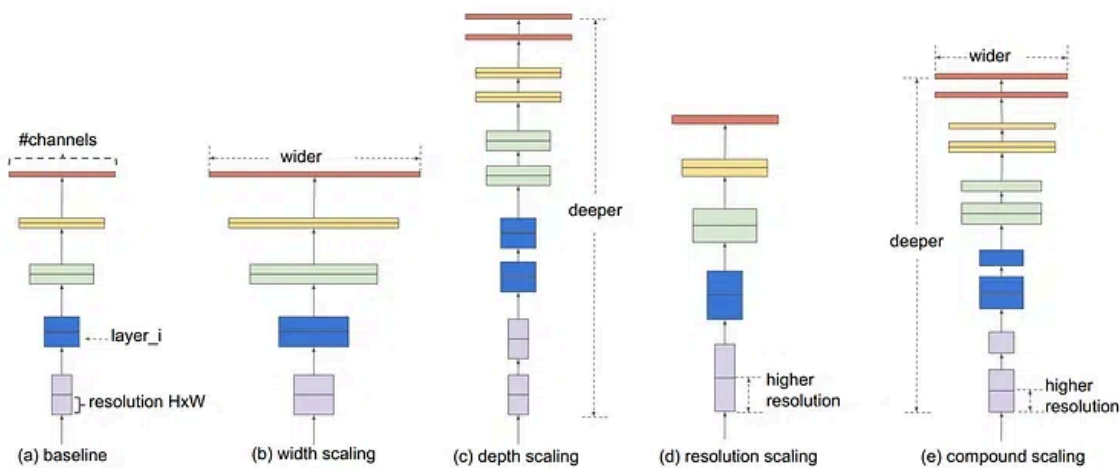 #channels
layer_i
resolution HxW
(a) baseline
wider
(b) width scaling
deeper
(c) depth scaling
higher
resolution
(d) resolution scaling
wider
deeper
higher
resolution
(e) compound scaling